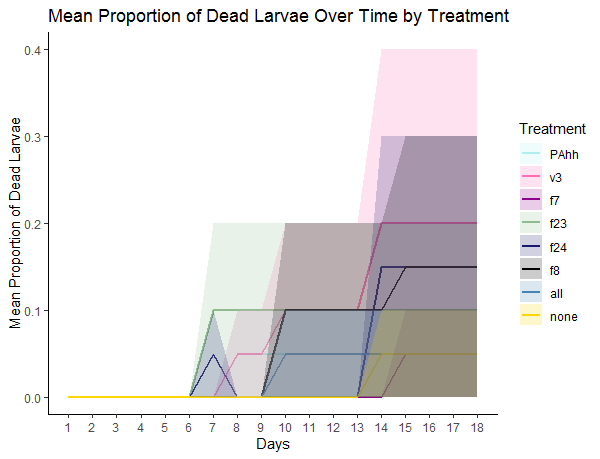 Mean Proportion of Dead Larvae Over Time by Treatment
Mean Proportion of Dead Larvae
0.4
0.3
0.2
0.1
0.0
1 2 3 4 5 6 7 8 9 10 11 12 13 14 15 16 17 18
Days
Treatment
PAhh
v3
f7
f23
f24
f8
all
none